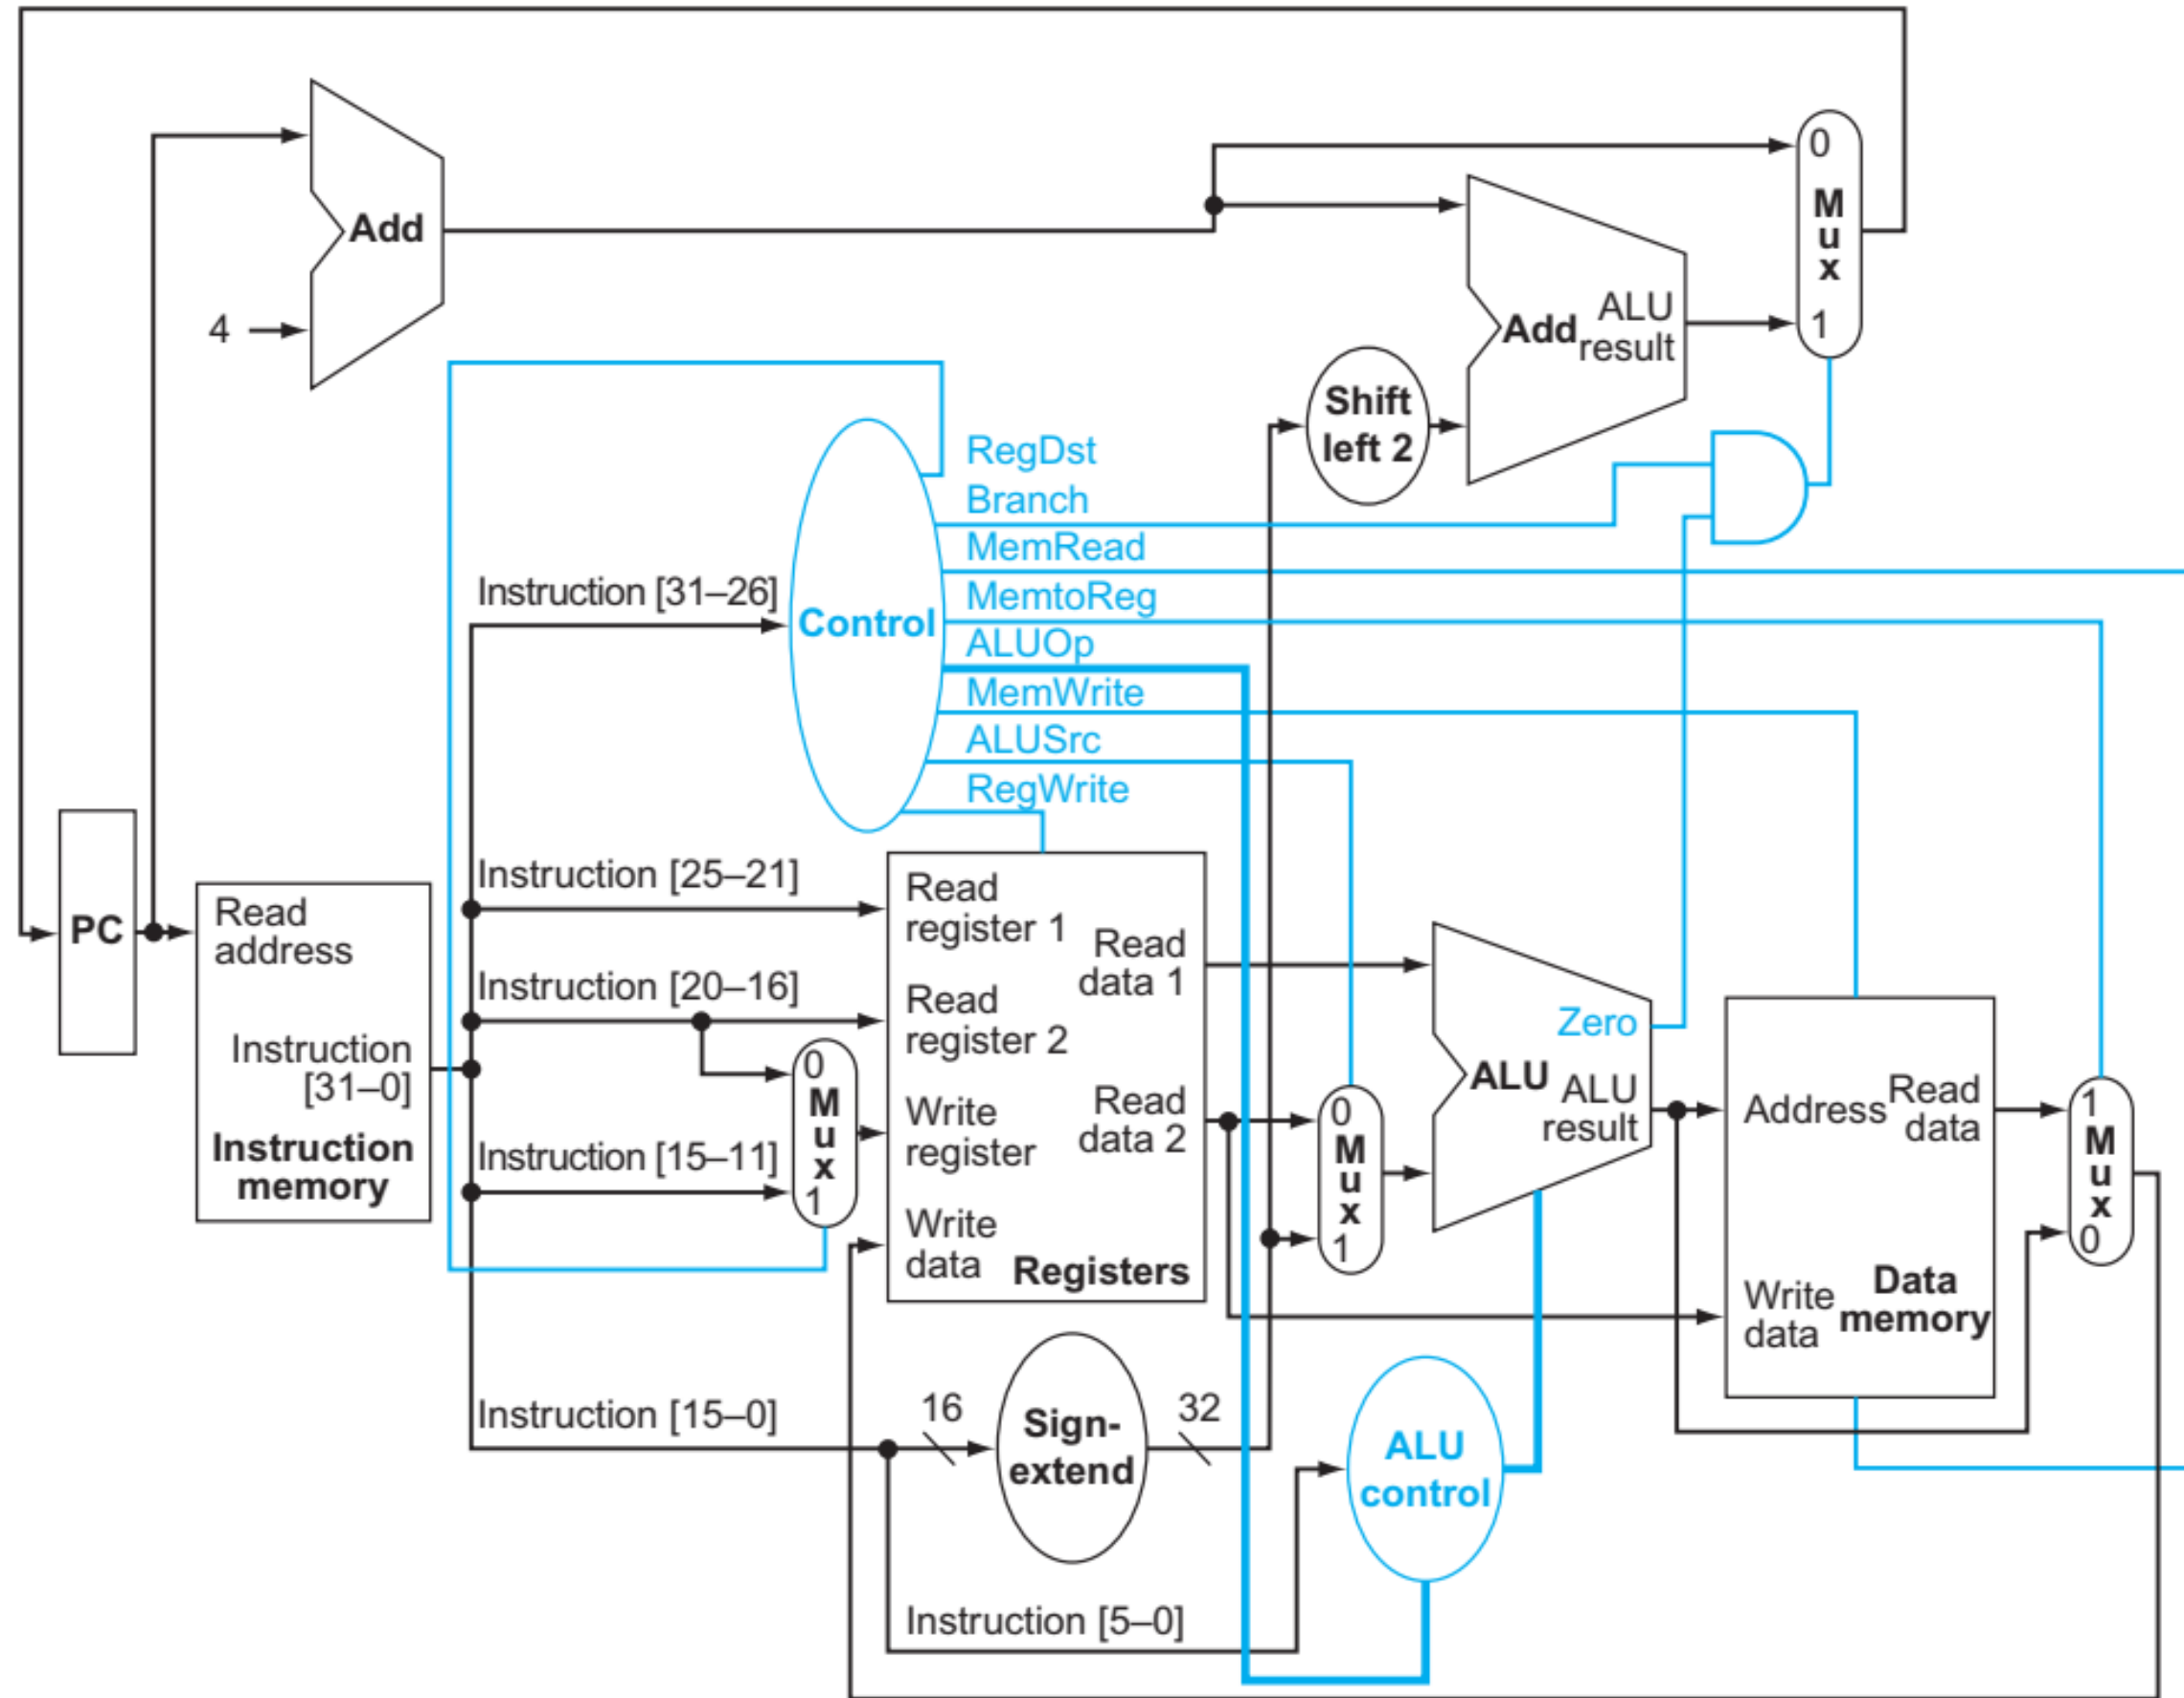 0
M
u
x
1
Add
4
Add
ALU
result
Shift
left 2
RegDst
Branch
MemRead
MemtoReg
ALUOp
MemWrite
ALUSrc
RegWrite
Control
Instruction [31–26]
Instruction [25–21]
Instruction [20–16]
Instruction [15–11]
Instruction [15–0]
Instruction [5–0]
PC
Read
address
Instruction
[31–0]
Instruction
memory
0
M
u
x
1
Read
register 1
Read
register 2
Write
register
Write
data
Read
data 1
Read
data 2
Registers
0
M
u
x
1
Zero
ALU
ALU
result
Address
Read
data
Write
data
Data
memory
1
M
u
x
0
16
Sign-
extend
32
ALU
control